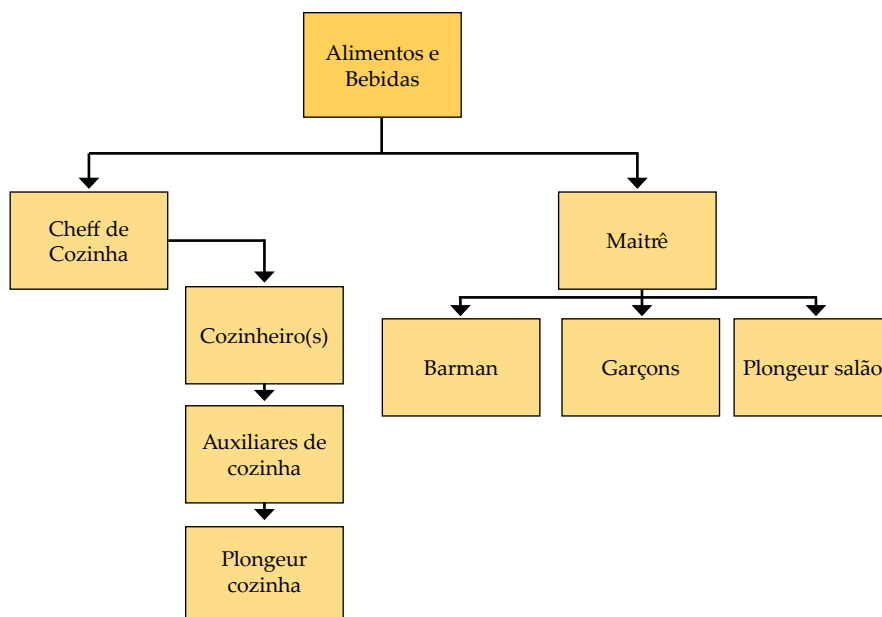 Alimentos e
Bebidas
Cheff de
Cozinha
Maitrê
Cozinheiro(s)
Barman
Garçons
Plongeur salão
Auxiliares de
cozinha
Plongeur
cozinha